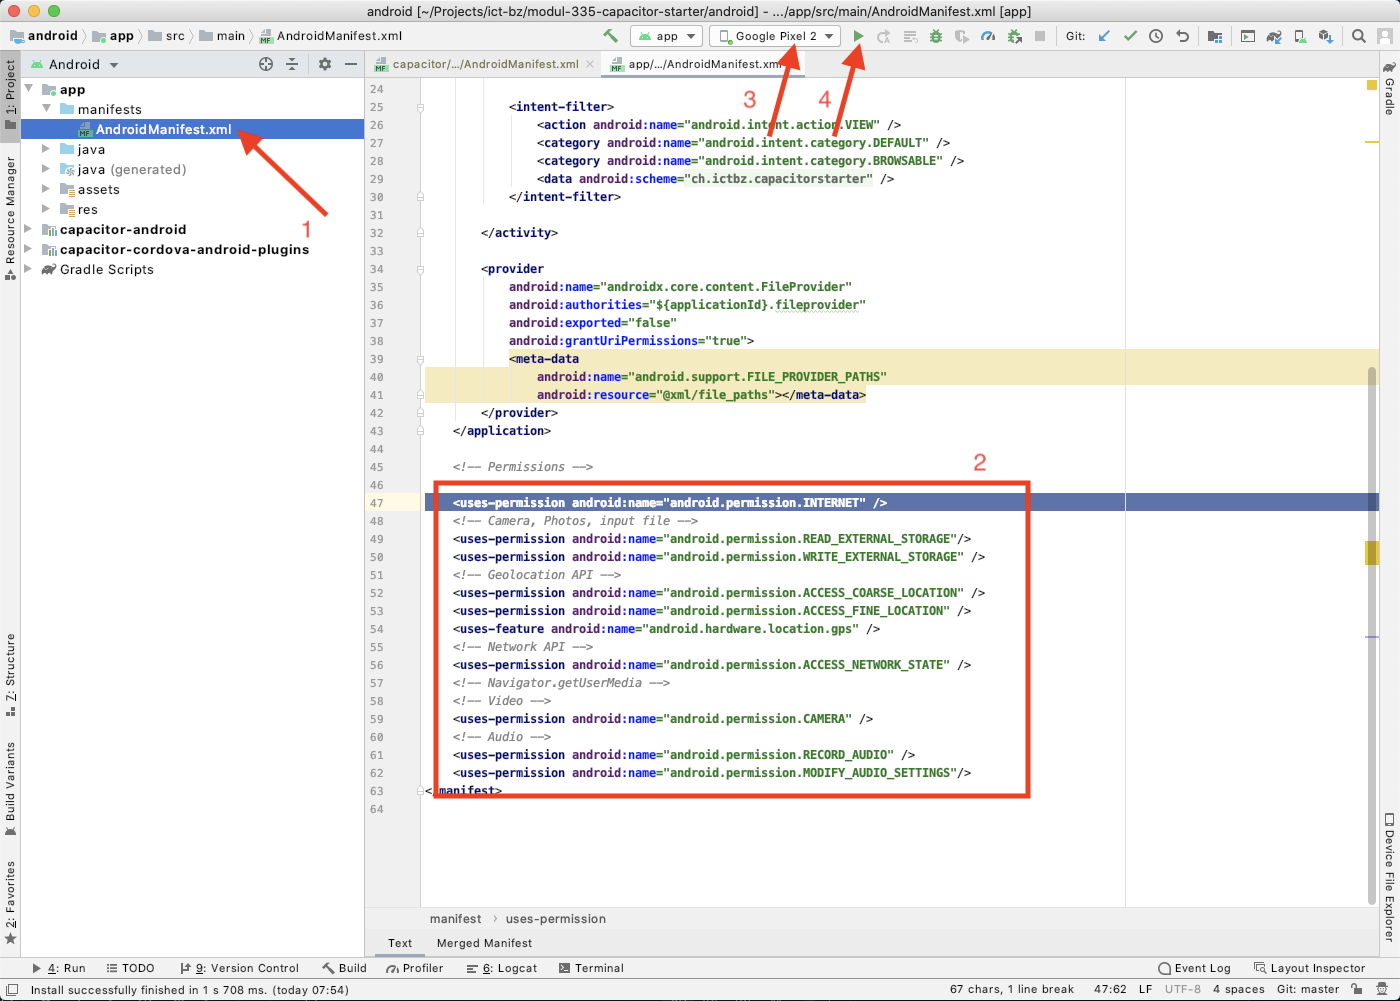 android [~/Projects/ict-bz/modul-335-capacitor-starter/android] - .../app/src/main/AndroidManifest.xml [app]
android
app
src
main
AndroidManifest.xml
app
Google Pixel 2
Git:
Android
capacitor/.../AndroidManifest.xml
app/.../AndroidManifest.xml
1: Project
Resource Manager
7: Structure
Build Variants
2: Favorites
app
manifests
AndroidManifest.xml
java
java (generated)
assets
res
capacitor-android
capacitor-cordova-android-plugins
Gradle Scripts
1
3
4
2
24
25 <intent-filter>
26 <action android:name="android.intent.action.VIEW" />
27 <category android:name="android.intent.category.DEFAULT" />
28 <category android:name="android.intent.category.BROWSABLE" />
29 <data android:scheme="ch.ictbz.capacitorstarter" />
30 </intent-filter>
31
32 </activity>
33
34 <provider
35 android:name="androidx.core.content.FileProvider"
36 android:authorities="${applicationId}.fileprovider"
37 android:exported="false"
38 android:grantUriPermissions="true">
39 <meta-data
40 android:name="android.support.FILE_PROVIDER_PATHS"
41 android:resource="@xml/file_paths"></meta-data>
42 </provider>
43 </application>
44
45 <!-- Permissions -->
46
47 <uses-permission android:name="android.permission.INTERNET" />
48 <!-- Camera, Photos, input file -->
49 <uses-permission android:name="android.permission.READ_EXTERNAL_STORAGE"/>
50 <uses-permission android:name="android.permission.WRITE_EXTERNAL_STORAGE" />
51 <!-- Geolocation API -->
52 <uses-permission android:name="android.permission.ACCESS_COARSE_LOCATION" />
53 <uses-permission android:name="android.permission.ACCESS_FINE_LOCATION" />
54 <uses-feature android:name="android.hardware.location.gps" />
55 <!-- Network API -->
56 <uses-permission android:name="android.permission.ACCESS_NETWORK_STATE" />
57 <!-- Navigator.getUserMedia -->
58 <!-- Video -->
59 <uses-permission android:name="android.permission.CAMERA" />
60 <!-- Audio -->
61 <uses-permission android:name="android.permission.RECORD_AUDIO" />
62 <uses-permission android:name="android.permission.MODIFY_AUDIO_SETTINGS"/>
63 </manifest>
64
Gradle
Device File Explorer
manifest › uses-permission
Text
Merged Manifest
4: Run
TODO
9: Version Control
Build
Profiler
6: Logcat
Terminal
Event Log
Layout Inspector
Install successfully finished in 1 s 708 ms. (today 07:54)
67 chars, 1 line break
47:62
LF
UTF-8
4 spaces
Git: master